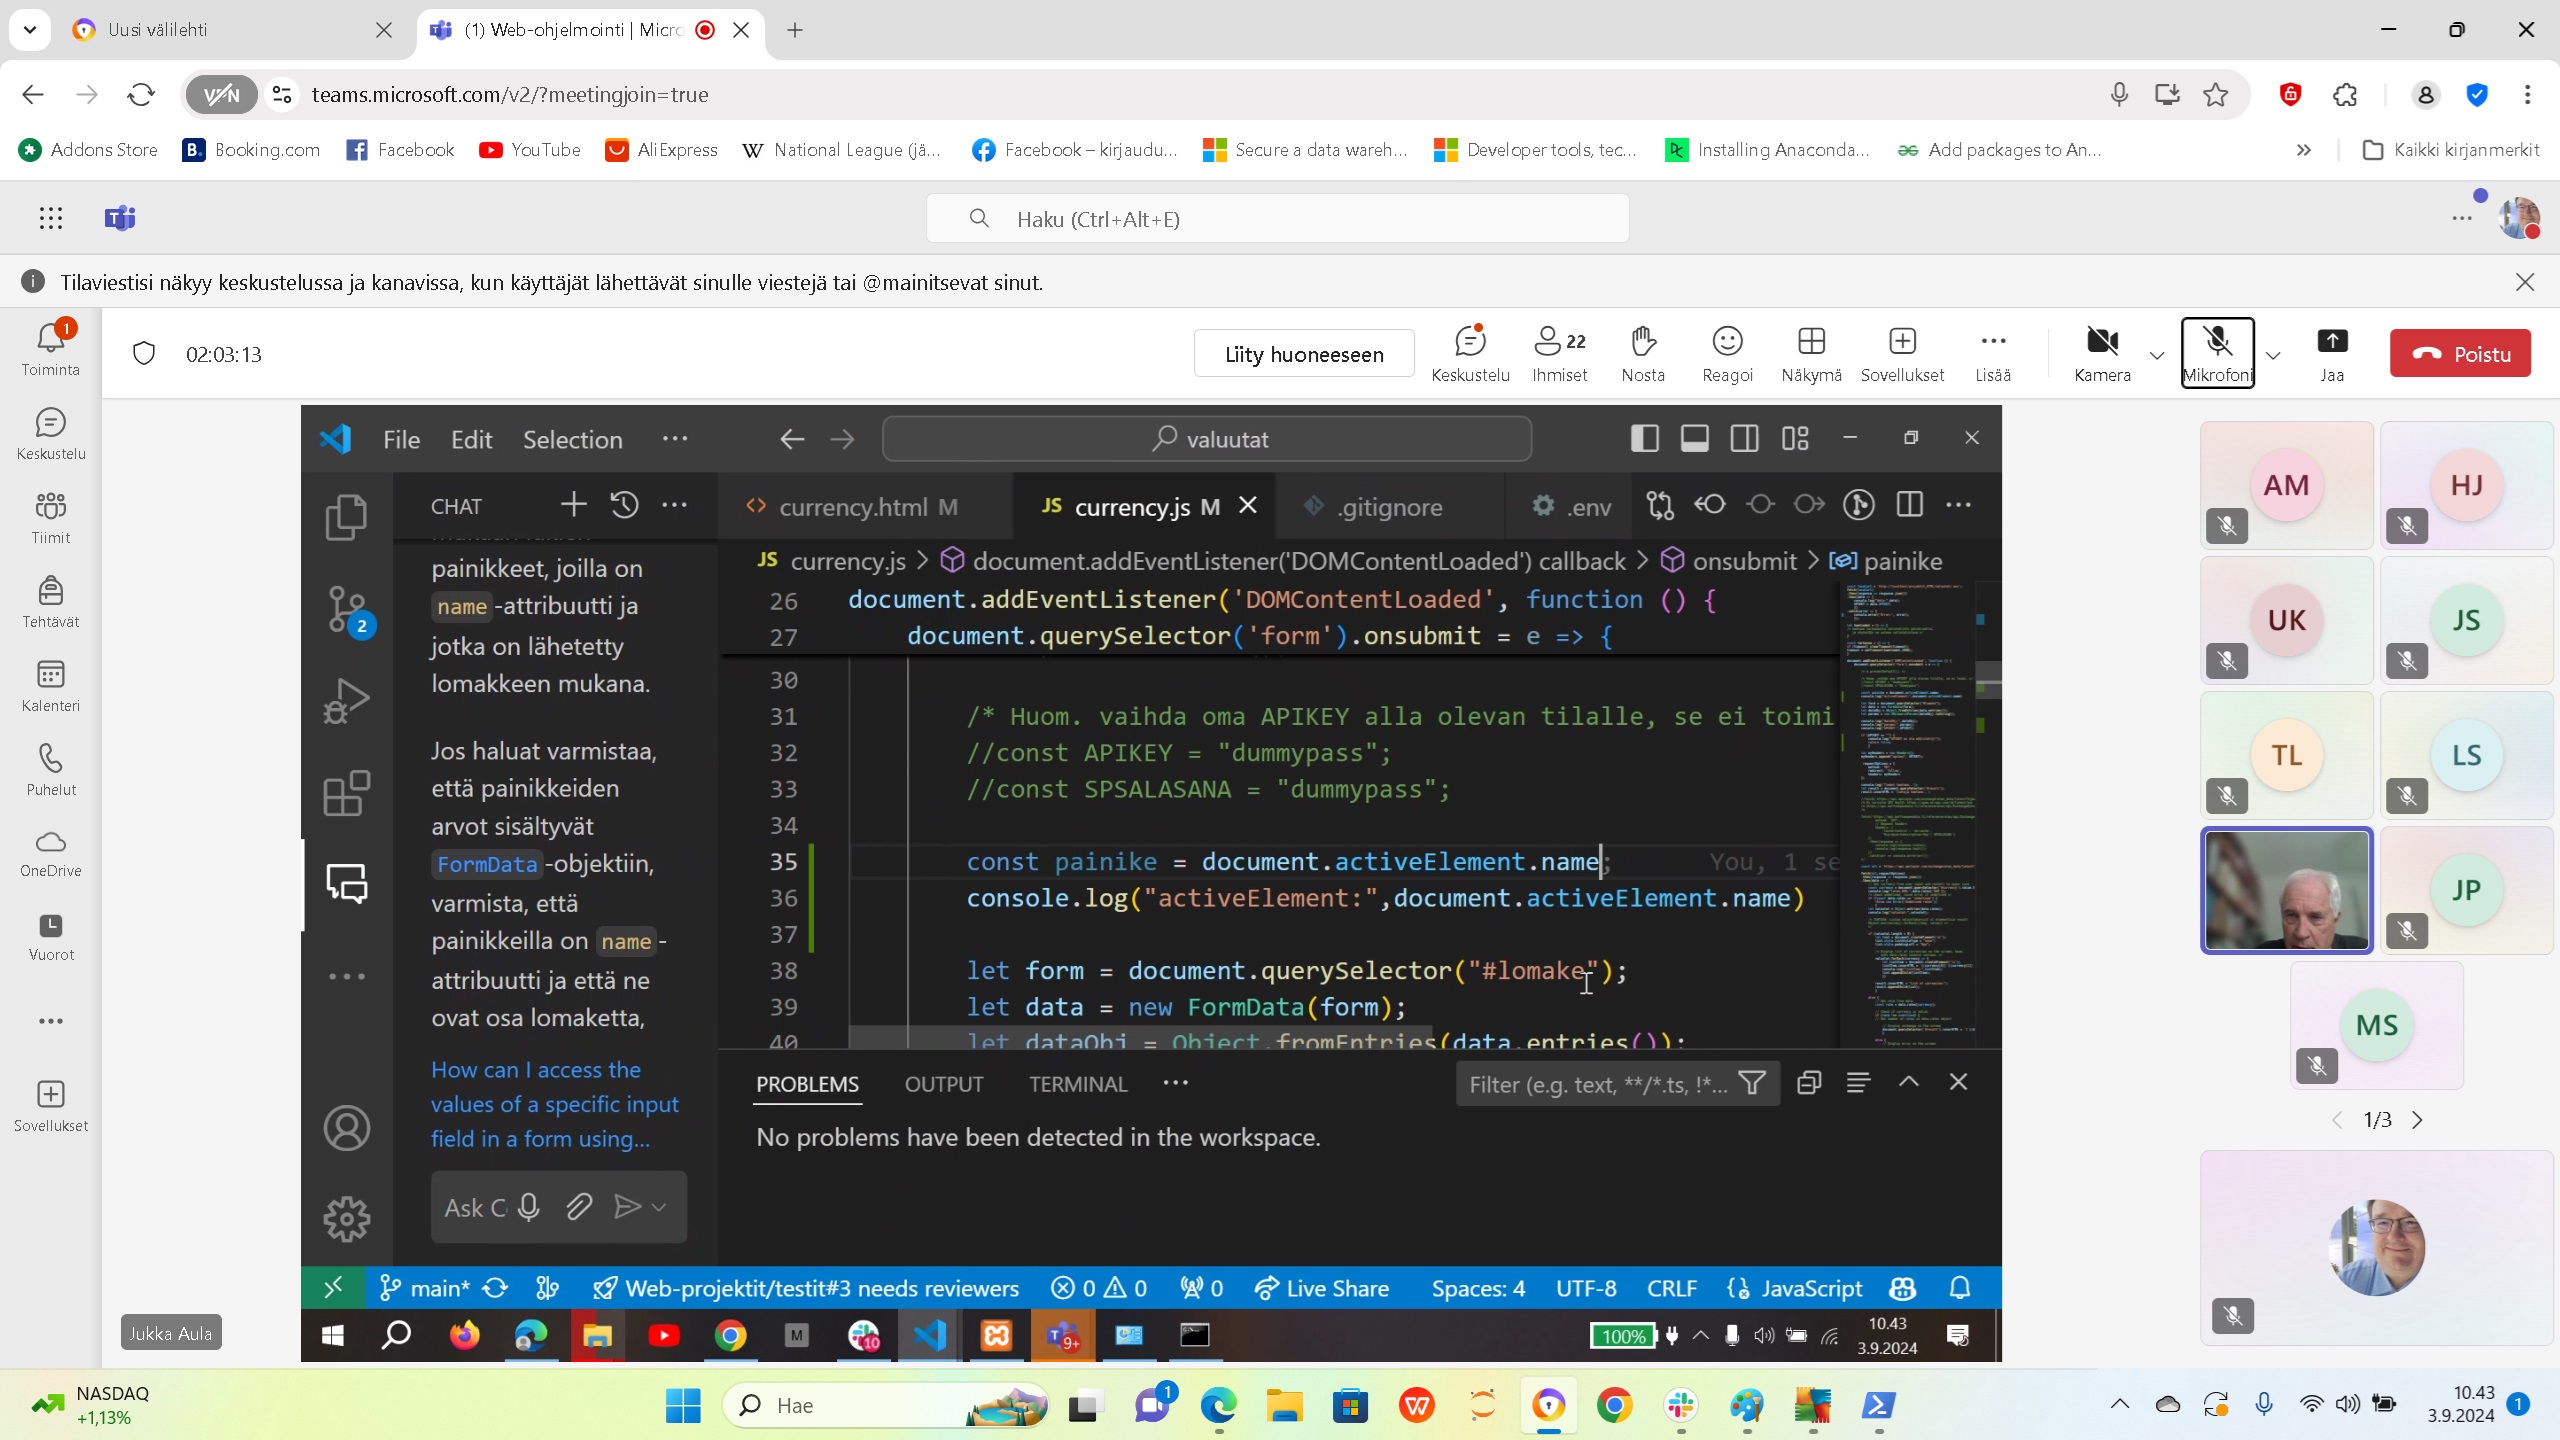 Uusi välilehti
(1) Web-ohjelmointi | Micro
VPN
teams.microsoft.com/v2/?meetingjoin=true
Addons Store
Booking.com
Facebook
YouTube
AliExpress
National League (jä...
Facebook – kirjaudu...
Secure a data wareh...
Developer tools, tec...
Installing Anaconda...
Add packages to An...
Kaikki kirjanmerkit
Haku (Ctrl+Alt+E)
Tilaviestisi näkyy keskustelussa ja kanavissa, kun käyttäjät lähettävät sinulle viestejä tai @mainitsevat sinut.
1
Toiminta
Keskustelu
Tiimit
Tehtävät
Kalenteri
Puhelut
OneDrive
Vuorot
Sovellukset
02:03:13
Liity huoneeseen
Keskustelu
22
Ihmiset
Nosta
Reagoi
Näkymä
Sovellukset
Lisää
Kamera
Mikrofoni
Jaa
Poistu
File Edit Selection ···
valuutat
CHAT
currency.html M
JS currency.js M
.gitignore
.env
JS currency.js > document.addEventListener('DOMContentLoaded') callback > onsubmit > painike
2
painikkeet, joilla on
name -attribuutti ja
jotka on lähetetty
lomakkeen mukana.
Jos haluat varmistaa,
että painikkeiden
arvot sisältyvät
FormData -objektiin,
varmista, että
painikkeilla on name -
attribuutti ja että ne
ovat osa lomaketta,
How can I access the
values of a specific input
field in a form using...
Ask C
26 document.addEventListener('DOMContentLoaded', function () {
27 document.querySelector('form').onsubmit = e => {
30
31 /* Huom. vaihda oma APIKEY alla olevan tilalle, se ei toimi
32 //const APIKEY = "dummypass";
33 //const SPSALASANA = "dummypass";
34
35 const painike = document.activeElement.name; You, 1 se
36 console.log("activeElement:",document.activeElement.name)
37
38 let form = document.querySelector("#lomake");
39 let data = new FormData(form);
40 let dataObj = Object.fromEntries(data.entries());
PROBLEMS OUTPUT TERMINAL ···
Filter (e.g. text, **/*.ts, !*...
No problems have been detected in the workspace.
main*
Web-projektit/testit#3 needs reviewers
0 0
0
Live Share
Spaces: 4
UTF-8
CRLF
JavaScript
M
10
9+
100%
10.43
3.9.2024
Jukka Aula
AM
HJ
UK
JS
TL
LS
JP
MS
1/3
NASDAQ
+1,13%
Hae
1
10.43
3.9.2024
1